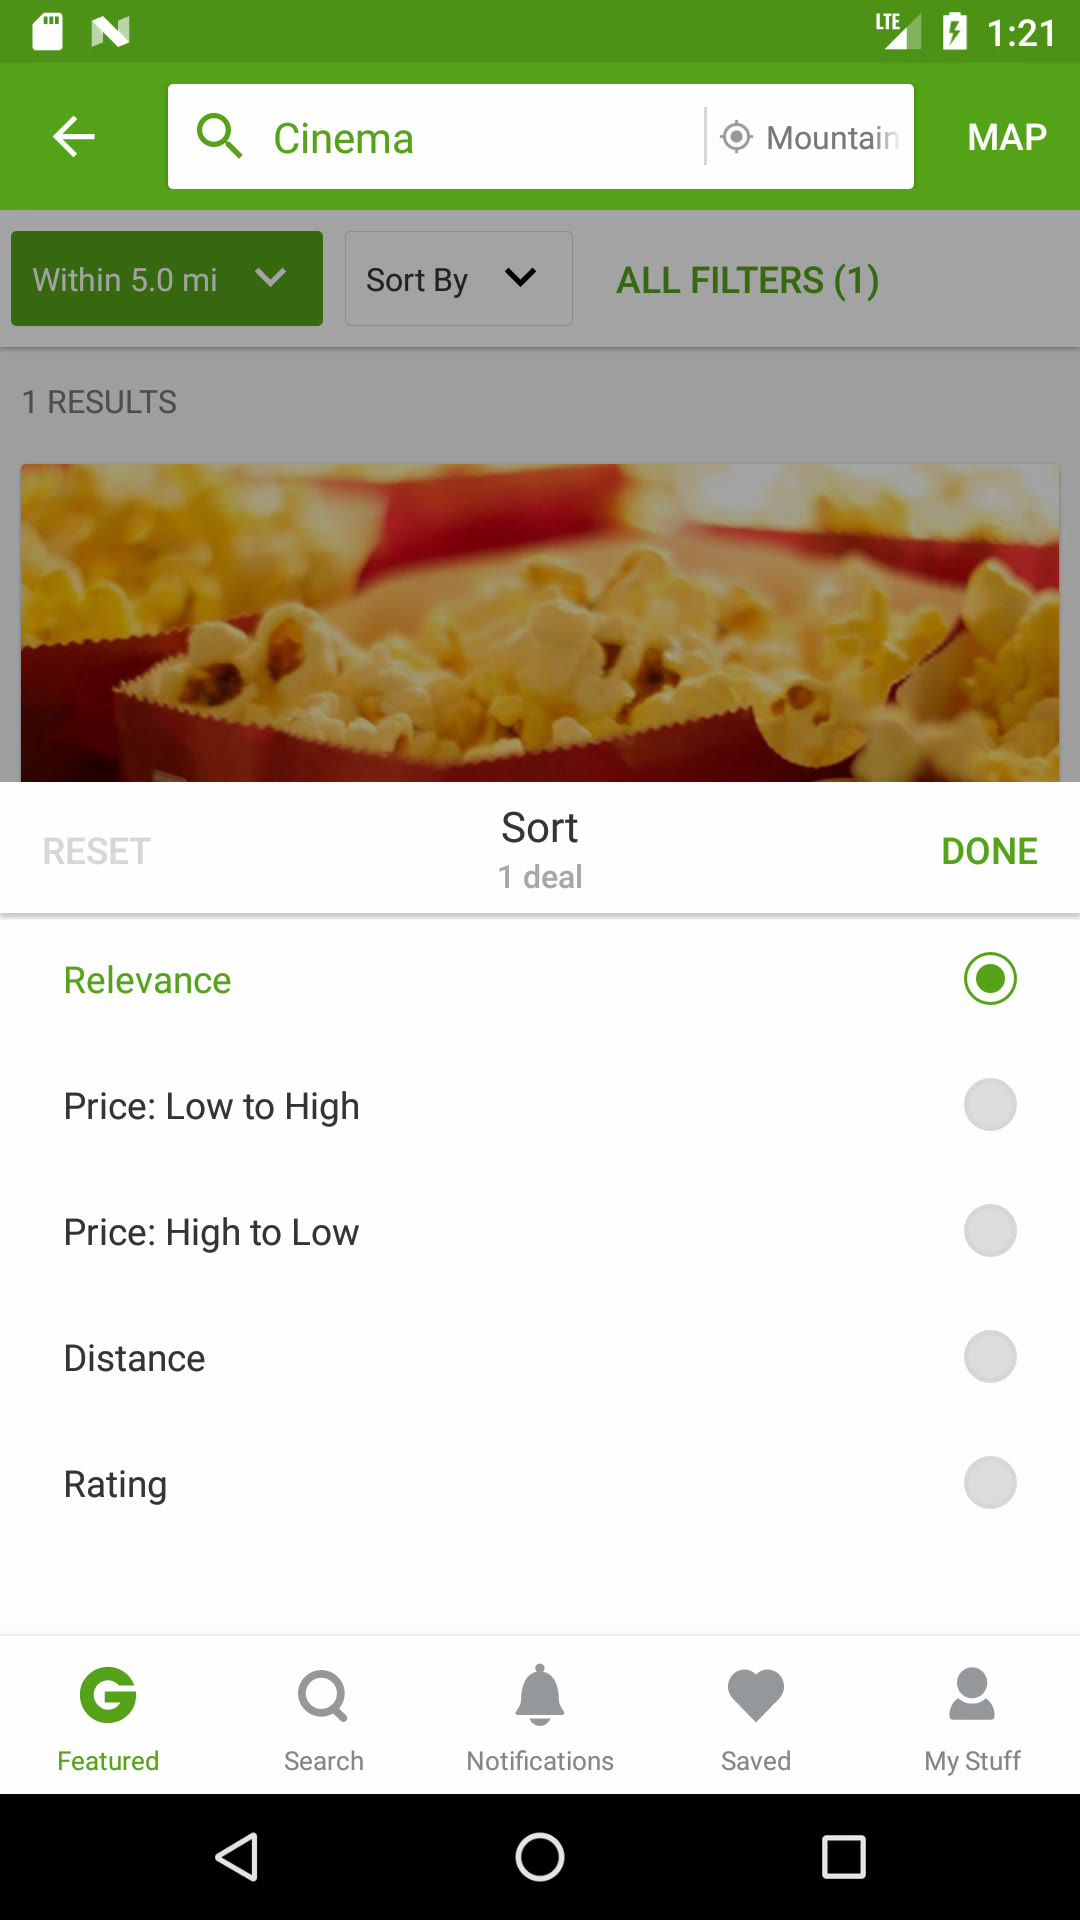 LTE 1:21
Cinema Mountain MAP
Within 5.0 mi Sort By ALL FILTERS (1)
1 RESULTS
RESET Sort DONE
1 deal
Relevance
Price: Low to High
Price: High to Low
Distance
Rating
Featured Search Notifications Saved My Stuff